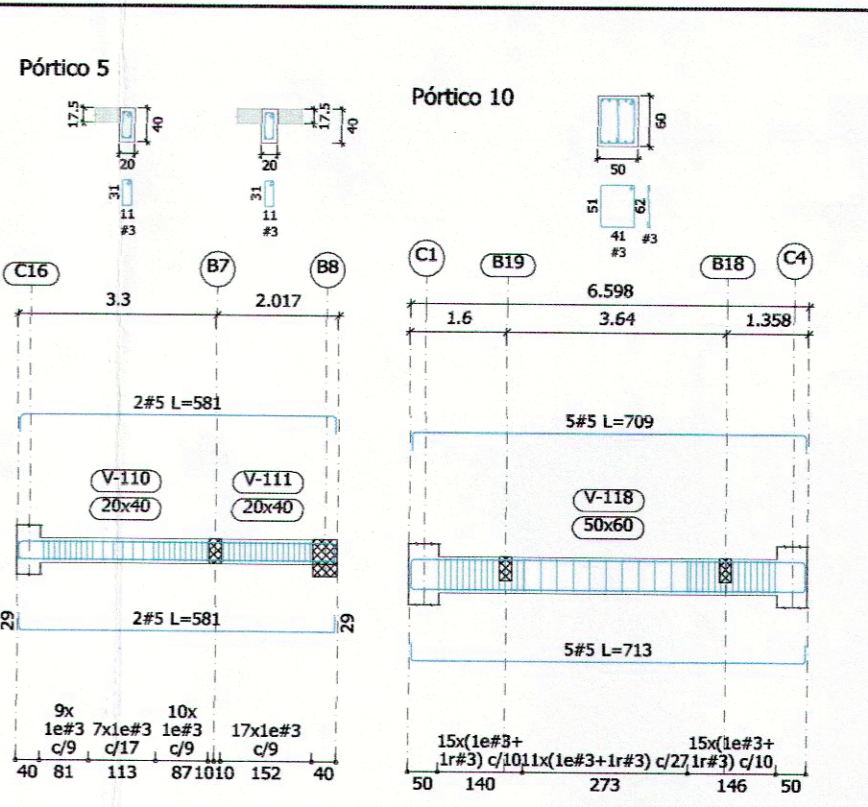 Pórtico 5
17.5
40
20
31
11
#3
17.5
40
20
31
11
#3
C16
B7
B8
3.3
2.017
2#5 L=581
V-110
20x40
V-111
20x40
29
2#5 L=581
29
9x
1e#3
c/9
7x1e#3
c/17
10x
1e#3
c/9
17x1e#3
c/9
40 81 113 87 10 10 152 40
Pórtico 10
60
50
51
41
#3
62
#3
C1
B19
B18
C4
6.598
1.6
3.64
1.358
5#5 L=709
V-118
50x60
5#5 L=713
15x(1e#3+
1r#3) c/10
11x(1e#3+1r#3) c/27
15x(1e#3+
1r#3) c/10
50 140 273 146 50